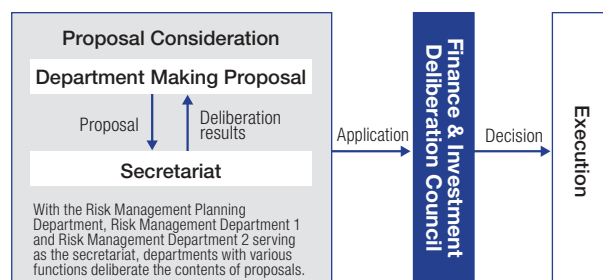 Proposal Consideration
Department Making Proposal
Proposal
Deliberation
results
Secretariat
With the Risk Management Planning
Department, Risk Management Department 1
and Risk Management Department 2 serving
as the secretariat, departments with various
functions deliberate the contents of proposals.
Application
Finance & Investment
Deliberation Council
Decision
Execution